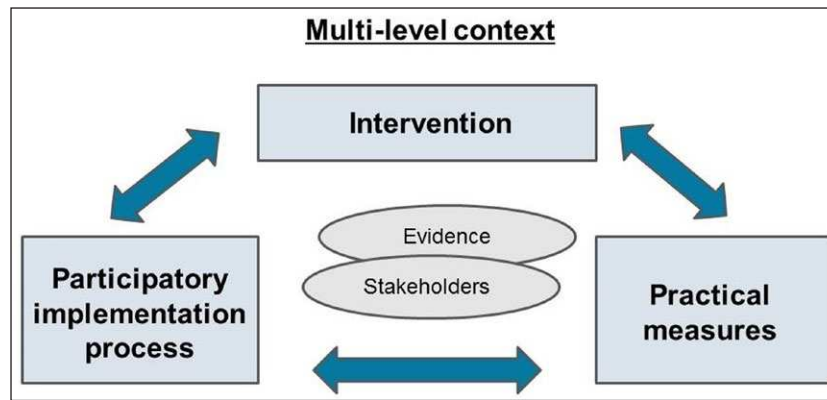 Multi-level context
Intervention
Evidence
Stakeholders
Participatory
implementation
process
Practical
measures